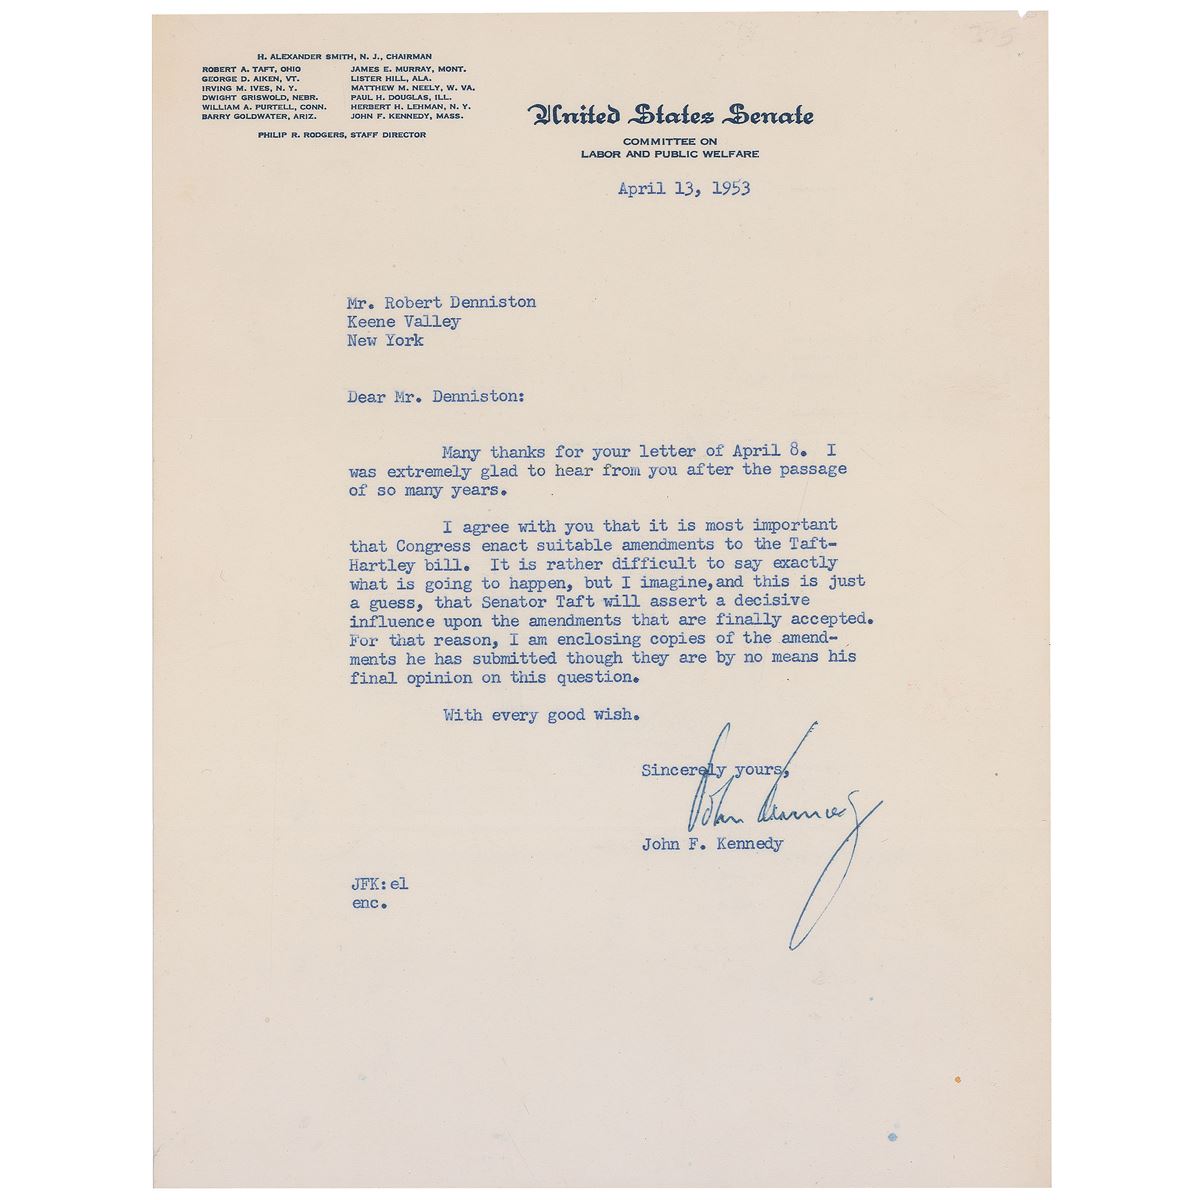 H. ALEXANDER SMITH, N. J., CHAIRMAN
ROBERT A. TAFT, OHIO
GEORGE D. AIKEN, VT.
IRVING M. IVES, N. Y.
DWIGHT GRISWOLD, NEBR.
WILLIAM A. PURTELL, CONN.
BARRY GOLDWATER, ARIZ.
JAMES E. MURRAY, MONT.
LISTER HILL, ALA.
MATTHEW M. NEELY, W. VA.
PAUL H. DOUGLAS, ILL.
HERBERT H. LEHMAN, N. Y.
JOHN F. KENNEDY, MASS.
PHILIP R. RODGERS, STAFF DIRECTOR
United States Senate
COMMITTEE ON
LABOR AND PUBLIC WELFARE
April 13, 1953
Mr. Robert Denniston
Keene Valley
New York
Dear Mr. Denniston:
Many thanks for your letter of April 8. I
was extremely glad to hear from you after the passage
of so many years.
I agree with you that it is most important
that Congress enact suitable amendments to the Taft-
Hartley bill. It is rather difficult to say exactly
what is going to happen, but I imagine,and this is just
a guess, that Senator Taft will assert a decisive
influence upon the amendments that are finally accepted.
For that reason, I am enclosing copies of the amend-
ments he has submitted though they are by no means his
final opinion on this question.
With every good wish.
Sincerely yours,
John Kennedy
John F. Kennedy
JFK:el
enc.